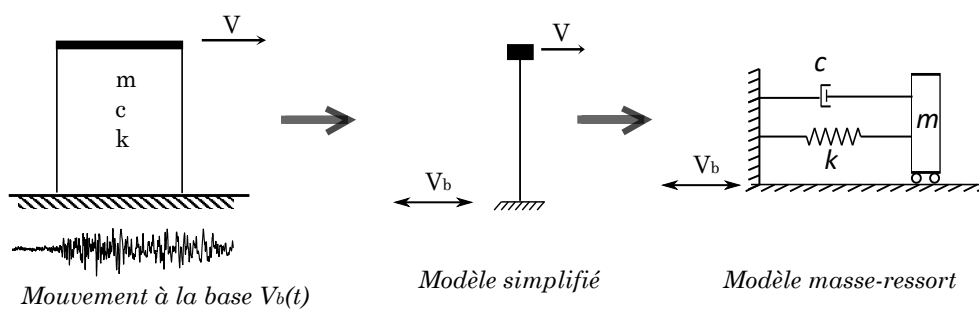 V
m
c
k
Mouvement à la base Vb(t)
V
Vb
Modèle simplifié
c
m
k
Vb
Modèle masse-ressort